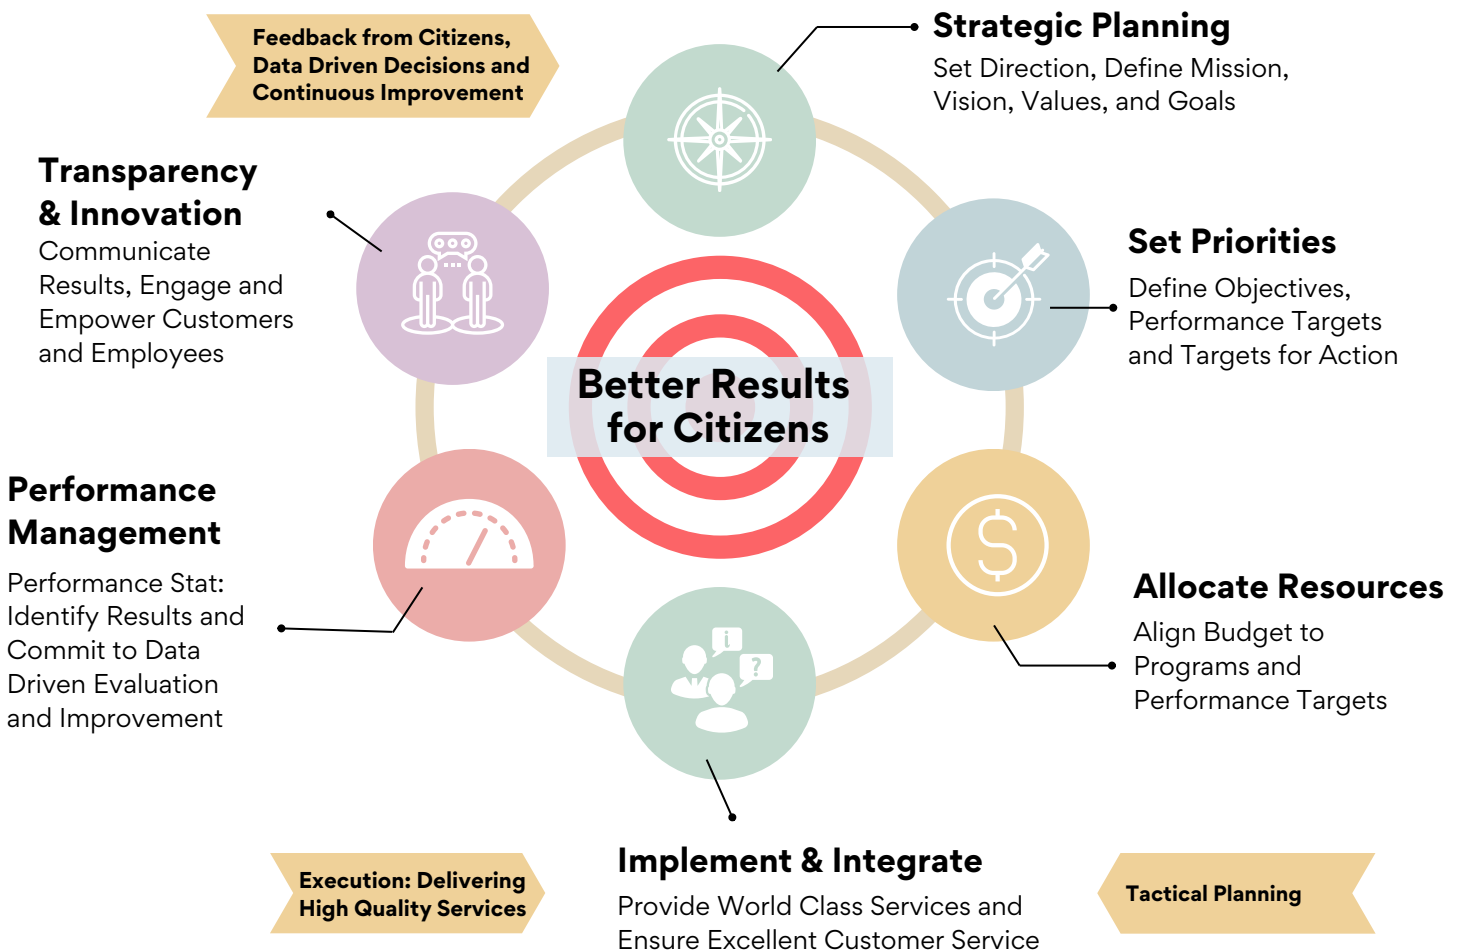 Feedback from Citizens,
Data Driven Decisions and
Continuous Improvement
Strategic Planning
Set Direction, Define Mission,
Vision, Values, and Goals
Transparency
& Innovation
Communicate
Results, Engage and
Empower Customers
and Employees
Set Priorities
Define Objectives,
Performance Targets
and Targets for Action
Better Results
for Citizens
Performance
Management
Performance Stat:
Identify Results and
Commit to Data
Driven Evaluation
and Improvement
$
Allocate Resources
Align Budget to
Programs and
Performance Targets
i
?
Implement & Integrate
Provide World Class Services and
Ensure Excellent Customer Service
Execution: Delivering
High Quality Services
Tactical Planning